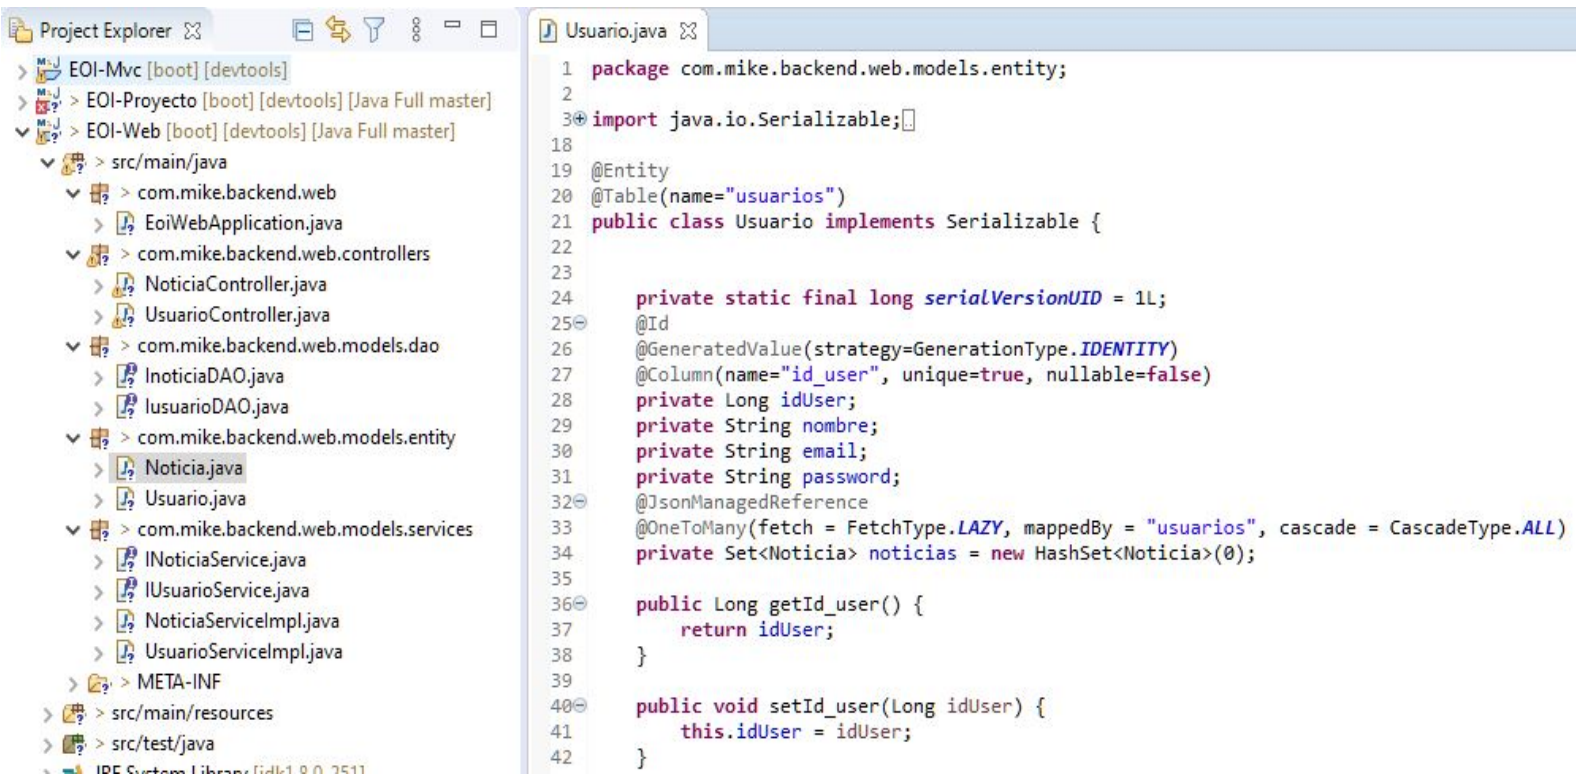 Project Explorer
EOI-Mvc [boot] [devtools]
> EOI-Proyecto [boot] [devtools] [Java Full master]
> EOI-Web [boot] [devtools] [Java Full master]
> src/main/java
> com.mike.backend.web
EoiWebApplication.java
> com.mike.backend.web.controllers
NoticiaController.java
UsuarioController.java
> com.mike.backend.web.models.dao
InoticiaDAO.java
IusuarioDAO.java
> com.mike.backend.web.models.entity
Noticia.java
Usuario.java
> com.mike.backend.web.models.services
INoticiaService.java
IUsuarioService.java
NoticiaServiceImpl.java
UsuarioServiceImpl.java
> META-INF
> src/main/resources
> src/test/java
JRE System Library [jdk1.8.0_251]
Usuario.java
1 package com.mike.backend.web.models.entity;
2
3 import java.io.Serializable;
18
19 @Entity
20 @Table(name="usuarios")
21 public class Usuario implements Serializable {
22
23
24 private static final long serialVersionUID = 1L;
25 @Id
26 @GeneratedValue(strategy=GenerationType.IDENTITY)
27 @Column(name="id_user", unique=true, nullable=false)
28 private Long idUser;
29 private String nombre;
30 private String email;
31 private String password;
32 @JsonManagedReference
33 @OneToMany(fetch = FetchType.LAZY, mappedBy = "usuarios", cascade = CascadeType.ALL)
34 private Set<Noticia> noticias = new HashSet<Noticia>(0);
35
36 public Long getId_user() {
37 return idUser;
38 }
39
40 public void setId_user(Long idUser) {
41 this.idUser = idUser;
42 }